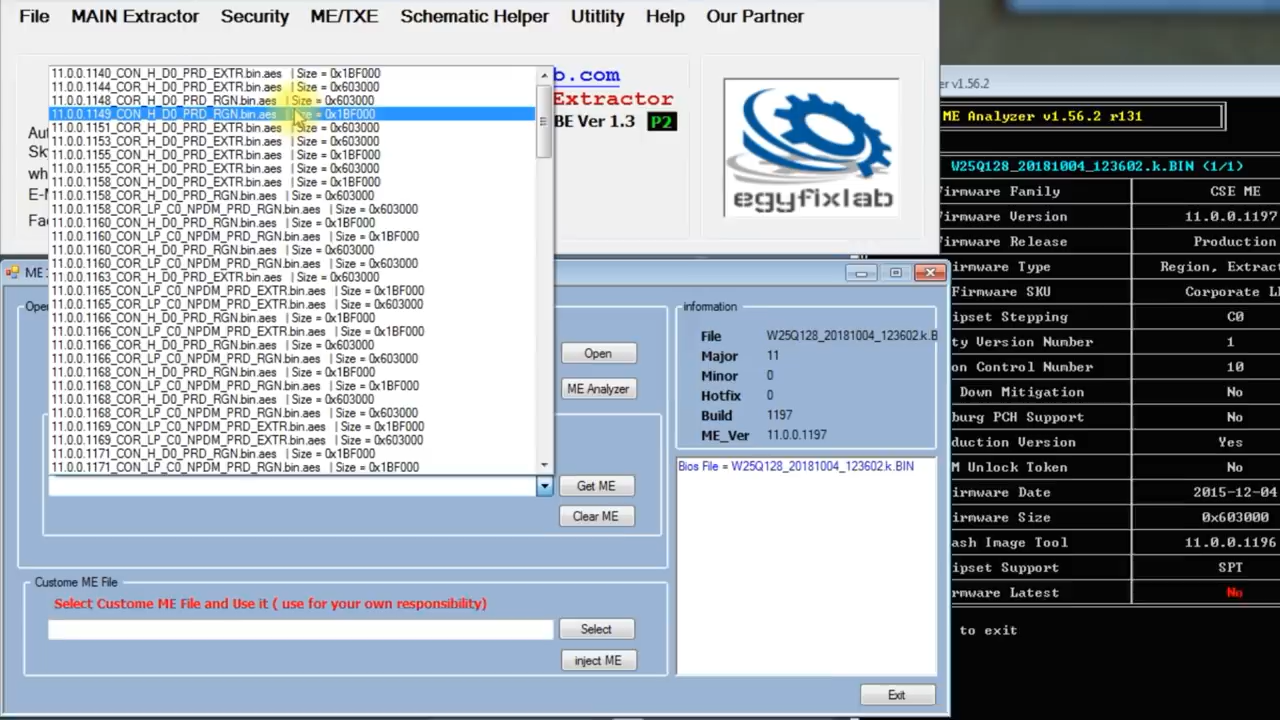 File MAIN Extractor Security ME/TXE Schematic Helper Utitlity Help Our Partner
b.com
Extractor
BE Ver 1.3 P2
Au
Sk
wh
E-M
Fac
egyfixlab
11.0.0.1140_CON_H_D0_PRD_EXTR.bin.aes | Size = 0x1BF000
11.0.0.1144_CON_H_D0_PRD_EXTR.bin.aes | Size = 0x603000
11.0.0.1148_CON_H_D0_PRD_RGN.bin.aes | Size = 0x603000
11.0.0.1149_CON_H_D0_PRD_RGN.bin.aes | Size = 0x1BF000
11.0.0.1151_COR_H_D0_PRD_EXTR.bin.aes | Size = 0x603000
11.0.0.1153_COR_H_D0_PRD_EXTR.bin.aes | Size = 0x603000
11.0.0.1155_CON_H_D0_PRD_EXTR.bin.aes | Size = 0x1BF000
11.0.0.1155_COR_H_D0_PRD_EXTR.bin.aes | Size = 0x603000
11.0.0.1158_CON_H_D0_PRD_EXTR.bin.aes | Size = 0x1BF000
11.0.0.1158_COR_H_D0_PRD_RGN.bin.aes | Size = 0x603000
11.0.0.1158_COR_LP_C0_NPDM_PRD_RGN.bin.aes | Size = 0x603000
11.0.0.1160_CON_H_D0_PRD_RGN.bin.aes | Size = 0x1BF000
11.0.0.1160_CON_LP_C0_NPDM_PRD_RGN.bin.aes | Size = 0x1BF000
11.0.0.1160_COR_H_D0_PRD_RGN.bin.aes | Size = 0x603000
11.0.0.1160_COR_LP_C0_NPDM_PRD_RGN.bin.aes | Size = 0x603000
11.0.0.1163_COR_H_D0_PRD_EXTR.bin.aes | Size = 0x603000
11.0.0.1165_CON_LP_C0_NPDM_PRD_EXTR.bin.aes | Size = 0x1BF000
11.0.0.1165_COR_LP_C0_NPDM_PRD_EXTR.bin.aes | Size = 0x603000
11.0.0.1166_CON_H_D0_PRD_RGN.bin.aes | Size = 0x1BF000
11.0.0.1166_CON_LP_C0_NPDM_PRD_EXTR.bin.aes | Size = 0x1BF000
11.0.0.1166_COR_H_D0_PRD_RGN.bin.aes | Size = 0x603000
11.0.0.1166_COR_LP_C0_NPDM_PRD_RGN.bin.aes | Size = 0x603000
11.0.0.1168_CON_H_D0_PRD_RGN.bin.aes | Size = 0x1BF000
11.0.0.1168_CON_LP_C0_NPDM_PRD_RGN.bin.aes | Size = 0x1BF000
11.0.0.1168_COR_H_D0_PRD_RGN.bin.aes | Size = 0x603000
11.0.0.1168_COR_LP_C0_NPDM_PRD_RGN.bin.aes | Size = 0x603000
11.0.0.1169_CON_LP_C0_NPDM_PRD_EXTR.bin.aes | Size = 0x1BF000
11.0.0.1169_COR_LP_C0_NPDM_PRD_EXTR.bin.aes | Size = 0x603000
11.0.0.1171_CON_H_D0_PRD_RGN.bin.aes | Size = 0x1BF000
11.0.0.1171_CON_LP_C0_NPDM_PRD_RGN.bin.aes | Size = 0x1BF000
ME
Open
Open
ME Analyzer
Get ME
Clear ME
Custome ME File
Select Custome ME File and Use it ( use for your own responsibility)
Select
inject ME
information
File W25Q128_20181004_123602.k.B
Major 11
Minor 0
Hotfix 0
Build 1197
ME_Ver 11.0.0.1197
Bios File = W25Q128_20181004_123602.k.BIN
Exit
er v1.56.2
ME Analyzer v1.56.2 r131
W25Q128_20181004_123602.k.BIN (1/1)
irmware Family CSE ME
irmware Version 11.0.0.1197
irmware Release Production
irmware Type Region, Extract
Firmware SKU Corporate L
ipset Stepping C0
ty Version Number 1
on Control Number 10
Down Mitigation No
burg PCH Support No
duction Version Yes
M Unlock Token No
irmware Date 2015-12-04
irmware Size 0x603000
ash Image Tool 11.0.0.1196
ipset Support SPT
rmware Latest No
to exit